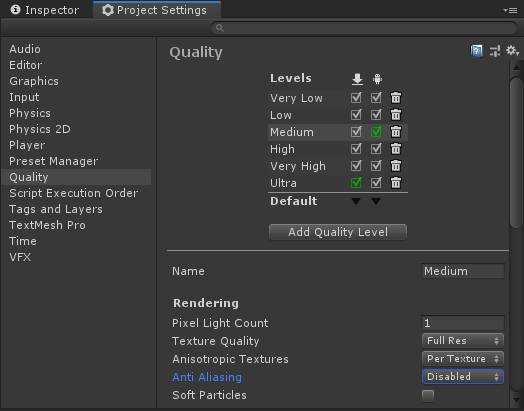 Inspector Project Settings
Audio
Editor
Graphics
Input
Physics
Physics 2D
Player
Preset Manager
Quality
Script Execution Order
Tags and Layers
TextMesh Pro
Time
VFX
Quality
Levels
Very Low
Low
Medium
High
Very High
Ultra
Default
Add Quality Level
Name Medium
Rendering
Pixel Light Count 1
Texture Quality Full Res
Anisotropic Textures Per Texture
Anti Aliasing Disabled
Soft Particles